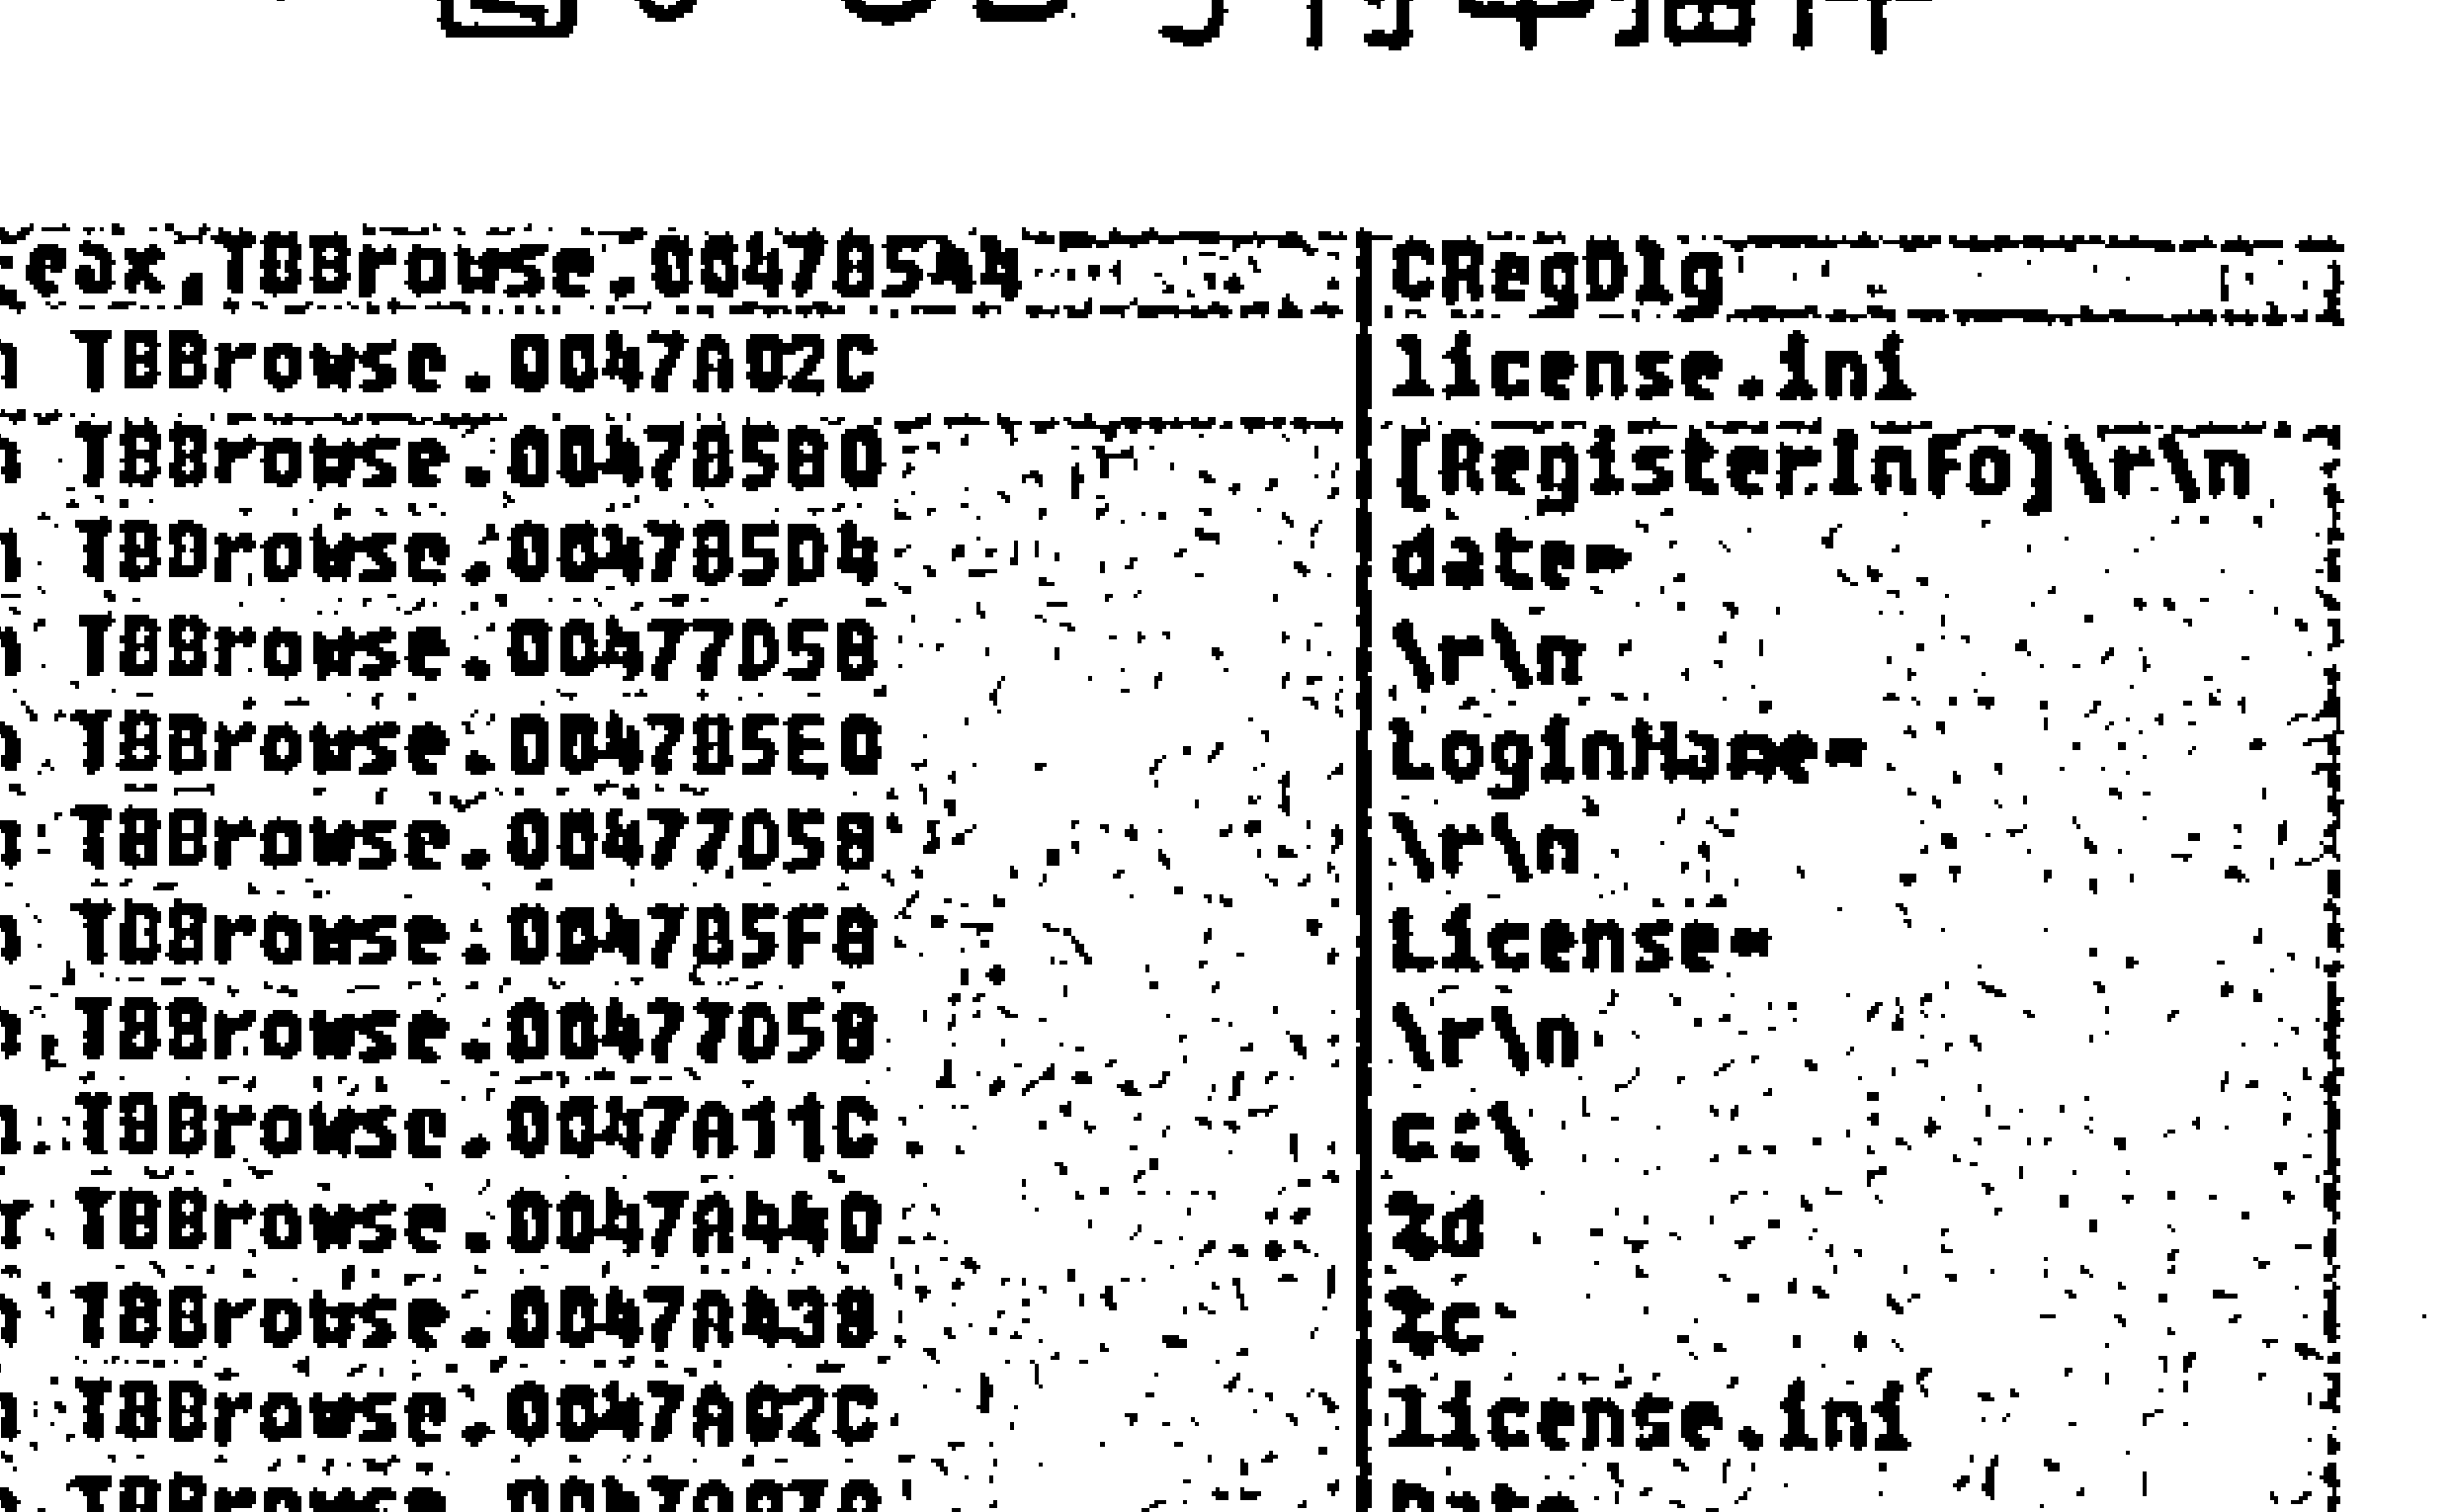 eax,TBBrowse.004785A4 CRegDlg
TBBrowse.0047A02C license.ini
TBBrowse.004785B0 [RegisterInFo]\r\n
TBBrowse.004785D4 date=
TBBrowse.00477D58 \r\n
TBBrowse.004785E0 LoginName=
TBBrowse.00477D58 \r\n
TBBrowse.004785F8 License=
TBBrowse.00477D58 \r\n
TBBrowse.0047A11C c:\
TBBrowse.0047A440 %d
TBBrowse.0047A438 %c
TBBrowse.0047A02C license.ini